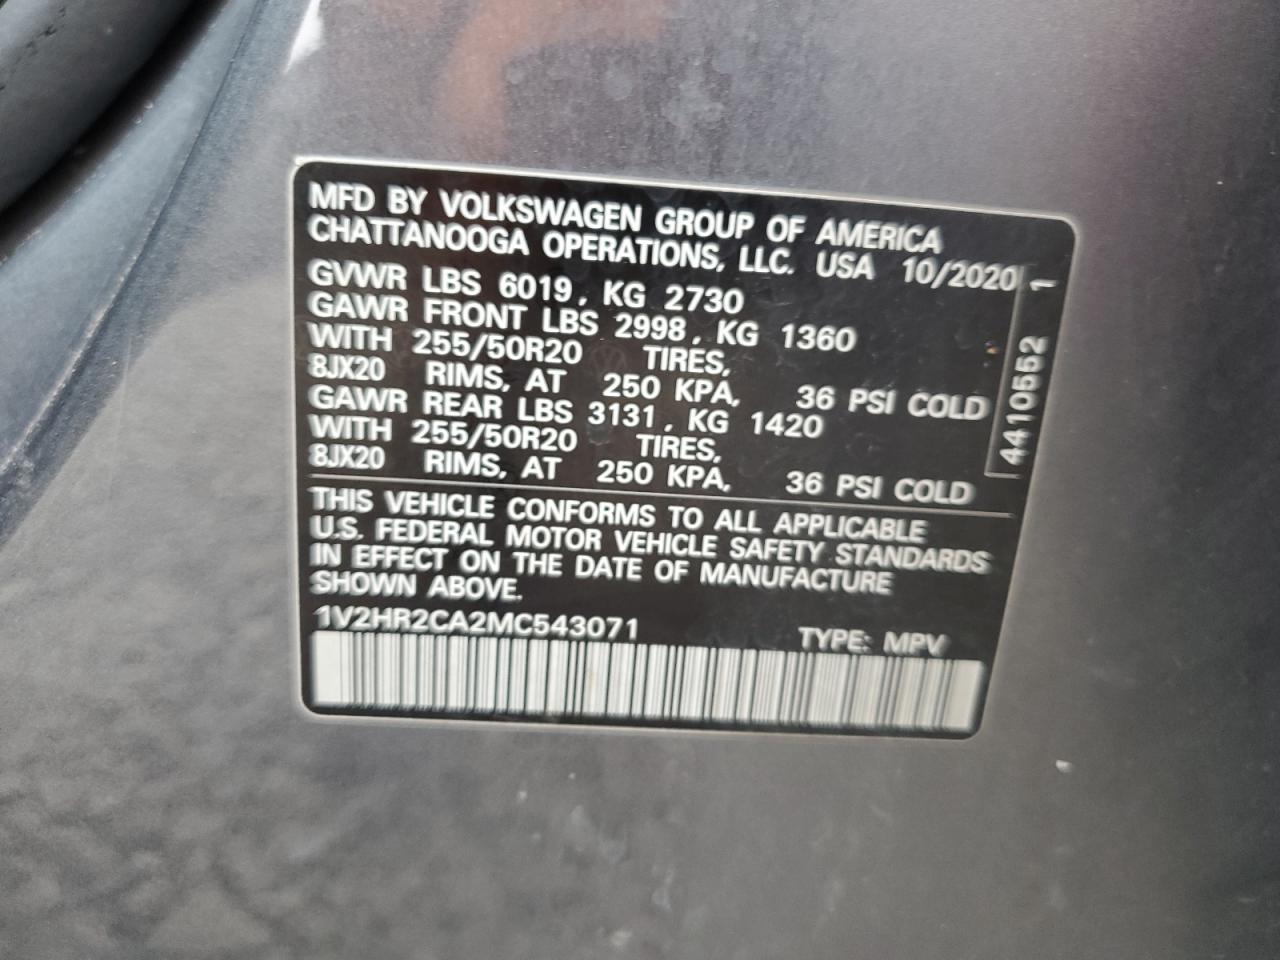 MFD BY VOLKSWAGEN GROUP OF AMERICA
CHATTANOOGA OPERATIONS, LLC. USA 10/2020
GVWR LBS 6019, KG 2730
GAWR FRONT LBS 2998, KG 1360
WITH 255/50R20 TIRES,
8JX20 RIMS, AT 250 KPA, 36 PSI COLD
GAWR REAR LBS 3131, KG 1420
WITH 255/50R20 TIRES,
8JX20 RIMS, AT 250 KPA, 36 PSI COLD
4410552 1
THIS VEHICLE CONFORMS TO ALL APPLICABLE
U.S. FEDERAL MOTOR VEHICLE SAFETY STANDARDS
IN EFFECT ON THE DATE OF MANUFACTURE
SHOWN ABOVE.
1V2HR2CA2MC543071 TYPE: MPV